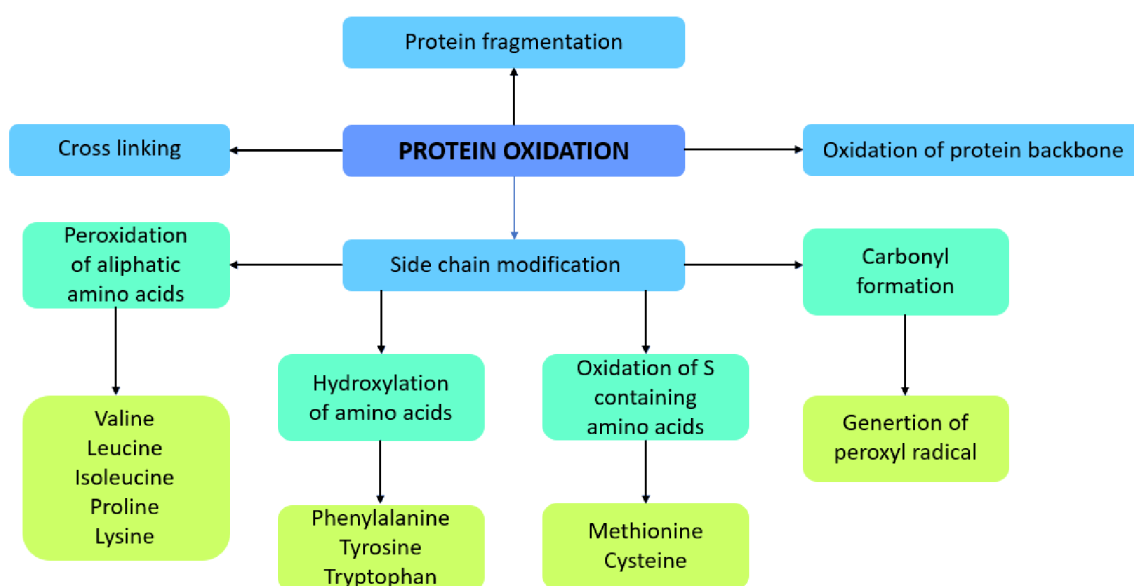 Protein fragmentation
Cross linking
PROTEIN OXIDATION
Oxidation of protein backbone
Peroxidation
of aliphatic
amino acids
Side chain modification
Carbonyl
formation
Hydroxylation
of amino acids
Oxidation of S
containing
amino acids
Valine
Leucine
Isoleucine
Proline
Lysine
Genertion of
peroxyl radical
Phenylalanine
Tyrosine
Tryptophan
Methionine
Cysteine